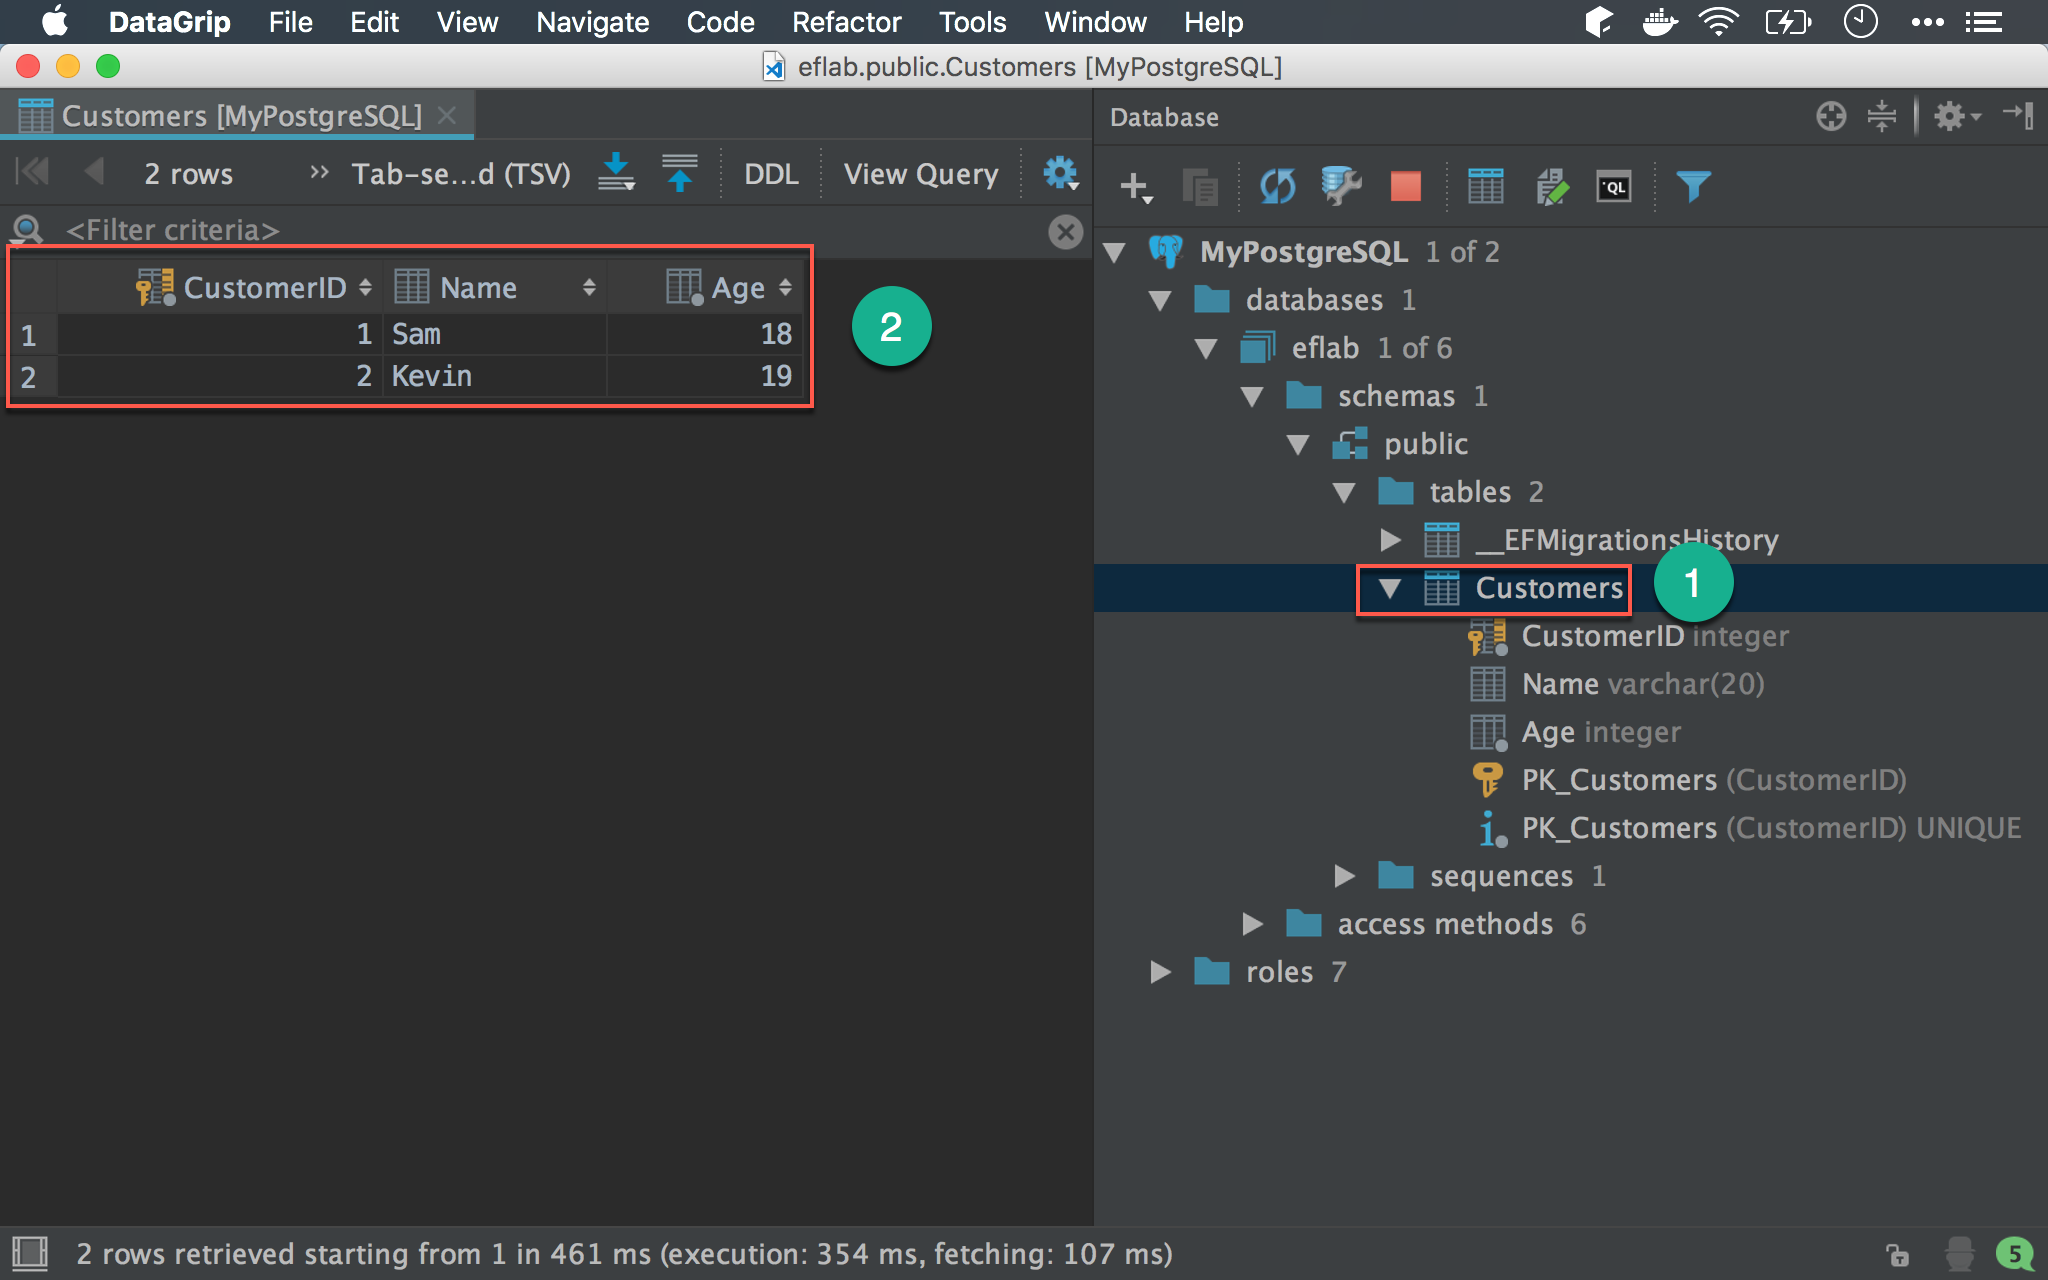 DataGrip File Edit View Navigate Code Refactor Tools Window Help
eflab.public.Customers [MyPostgreSQL]
Customers [MyPostgreSQL]
2 rows Tab-se...d (TSV) DDL View Query
<Filter criteria>
CustomerID Name Age
1 1 Sam 18
2 2 Kevin 19
2
Database
QL
MyPostgreSQL 1 of 2
databases 1
eflab 1 of 6
schemas 1
public
tables 2
__EFMigrationsHistory
Customers
1
CustomerID integer
Name varchar(20)
Age integer
PK_Customers (CustomerID)
PK_Customers (CustomerID) UNIQUE
sequences 1
access methods 6
roles 7
2 rows retrieved starting from 1 in 461 ms (execution: 354 ms, fetching: 107 ms)
5